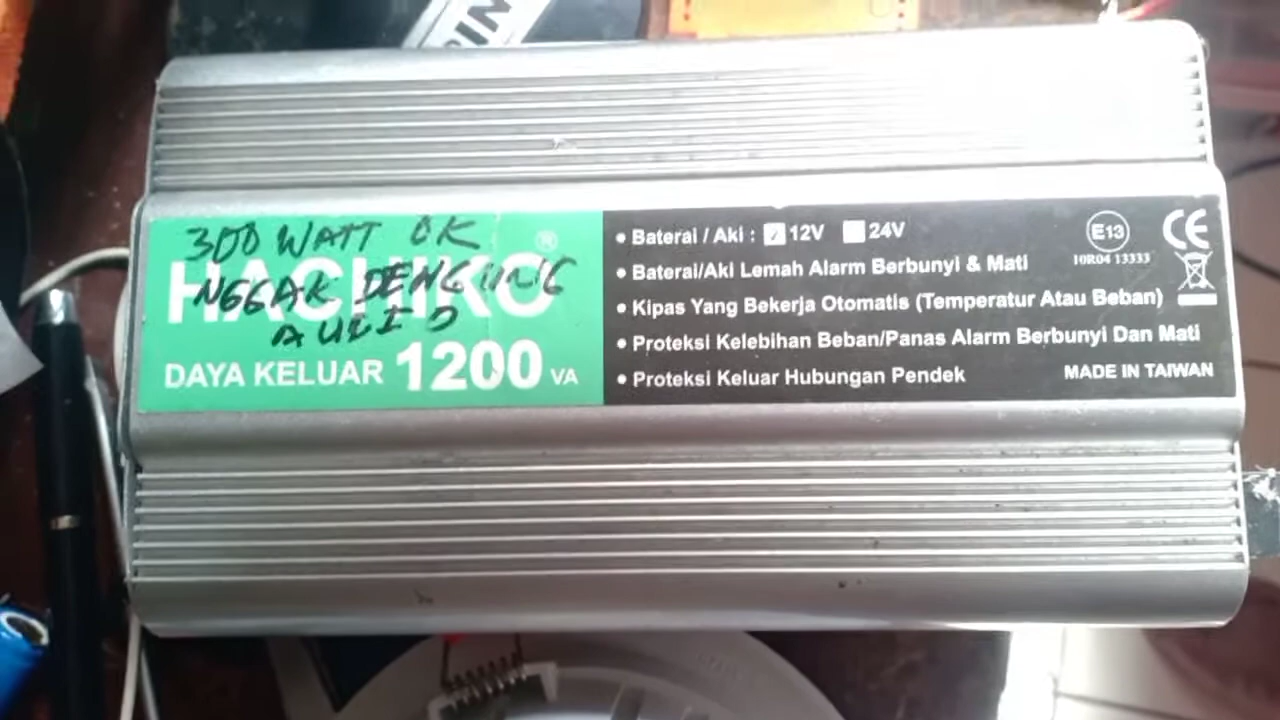 PIN
300 WATT OK
NGGAK DENGUNG
AUDIO
HACHIKO®
DAYA KELUAR 1200 VA
• Baterai / Aki : 12V 24V
• Baterai/Aki Lemah Alarm Berbunyi & Mati
• Kipas Yang Bekerja Otomatis (Temperatur Atau Beban)
• Proteksi Kelebihan Beban/Panas Alarm Berbunyi Dan Mati
• Proteksi Keluar Hubungan Pendek
E13
10R04 13333
CE
MADE IN TAIWAN